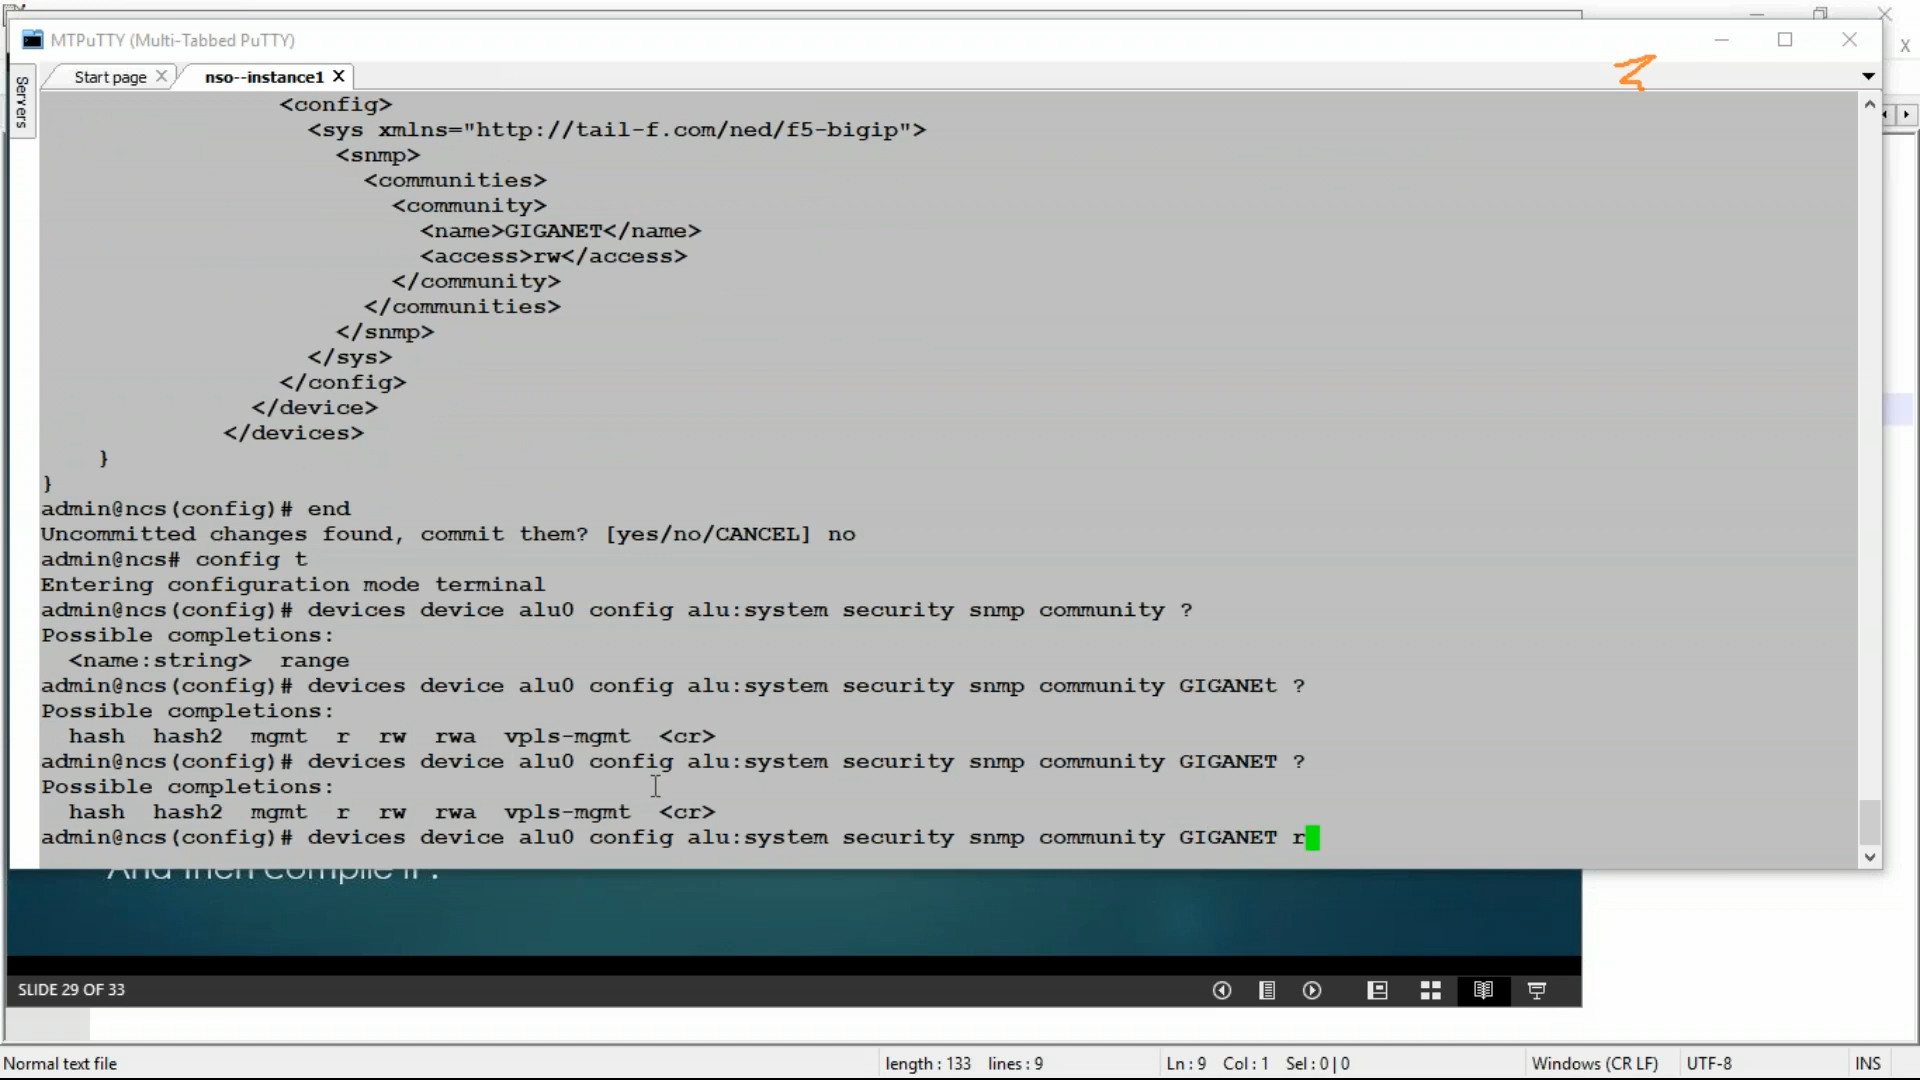 MTPuTTY (Multi-Tabbed PuTTY)
Servers
Start page
nso--instance1
<config>
<sys xmlns="http://tail-f.com/ned/f5-bigip">
<snmp>
<communities>
<community>
<name>GIGANET</name>
<access>rw</access>
</community>
</communities>
</snmp>
</sys>
</config>
</device>
</devices>
}
}
admin@ncs(config)# end
Uncommitted changes found, commit them? [yes/no/CANCEL] no
admin@ncs# config t
Entering configuration mode terminal
admin@ncs(config)# devices device alu0 config alu:system security snmp community ?
Possible completions:
<name:string> range
admin@ncs(config)# devices device alu0 config alu:system security snmp community GIGANEt ?
Possible completions:
hash hash2 mgmt r rw rwa vpls-mgmt <cr>
admin@ncs(config)# devices device alu0 config alu:system security snmp community GIGANET ?
Possible completions:
hash hash2 mgmt r rw rwa vpls-mgmt <cr>
admin@ncs(config)# devices device alu0 config alu:system security snmp community GIGANET r
And then compile it .
SLIDE 29 OF 33
Normal text file
length : 133 lines : 9
Ln : 9 Col : 1 Sel : 0 | 0
Windows (CR LF)
UTF-8
INS